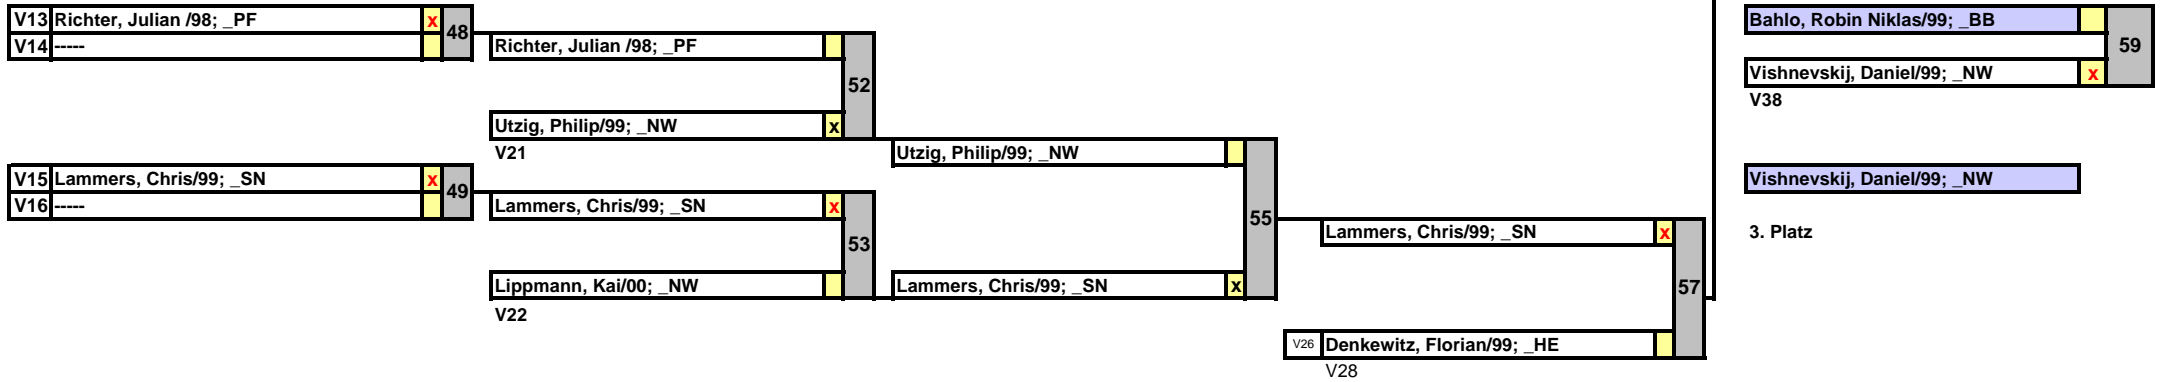 V13 Richter, Julian /98; _PF x 48
V14 -----
Richter, Julian /98; _PF
52
Utzig, Philip/99; _NW x
V21
V15 Lammers, Chris/99; _SN x 49
V16 -----
Lammers, Chris/99; _SN x
53
Lippmann, Kai/00; _NW
V22
Utzig, Philip/99; _NW
55
Lammers, Chris/99; _SN x
Lammers, Chris/99; _SN x
57
V26 Denkewitz, Florian/99; _HE
V28
Bahlo, Robin Niklas/99; _BB
59
Vishnevskij, Daniel/99; _NW x
V38
Vishnevskij, Daniel/99; _NW
3. Platz